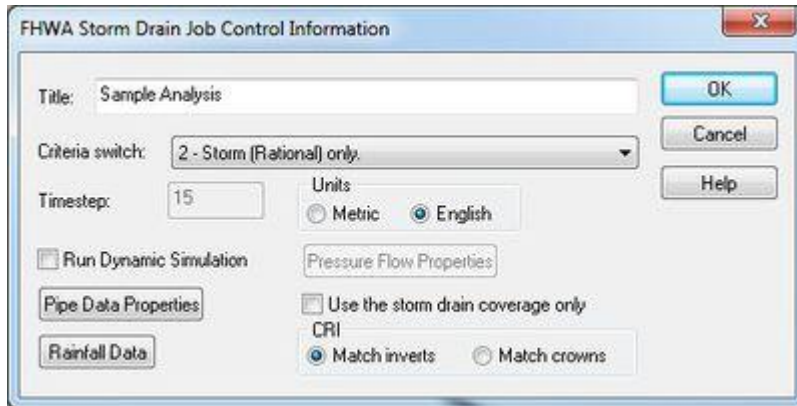 FHWA Storm Drain Job Control Information
Title: Sample Analysis
OK
Criteria switch: 2 - Storm (Rational) only.
Cancel
Timestep: 15
Units
Metric English
Help
Run Dynamic Simulation
Pressure Flow Properties
Pipe Data Properties
Use the storm drain coverage only
CRI
Rainfall Data
Match inverts Match crowns